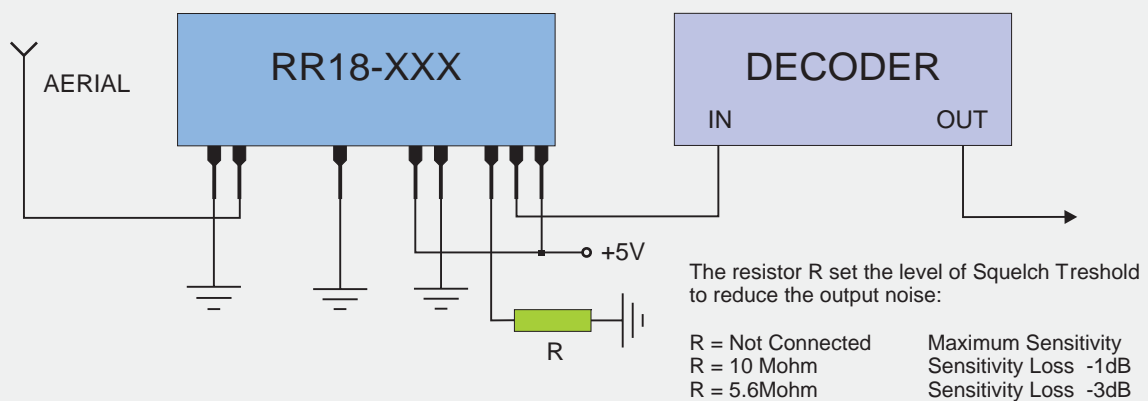 RR18-XXX
DECODER
AERIAL
IN OUT
+5V
R
The resistor R set the level of Squelch Treshold
to reduce the output noise:
R = Not Connected Maximum Sensitivity
R = 10 Mohm Sensitivity Loss -1dB
R = 5.6Mohm Sensitivity Loss -3dB